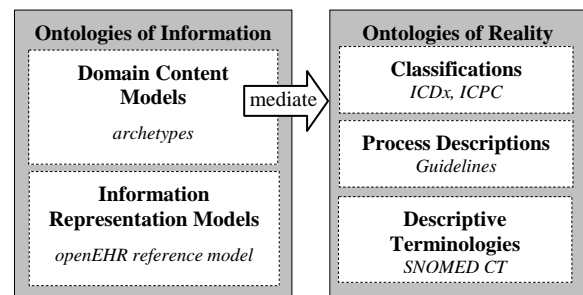 Ontologies of Information
Domain Content
Models
archetypes
Information
Representation Models
openEHR reference model
mediate
Ontologies of Reality
Classifications
ICDx, ICPC
Process Descriptions
Guidelines
Descriptive
Terminologies
SNOMED CT